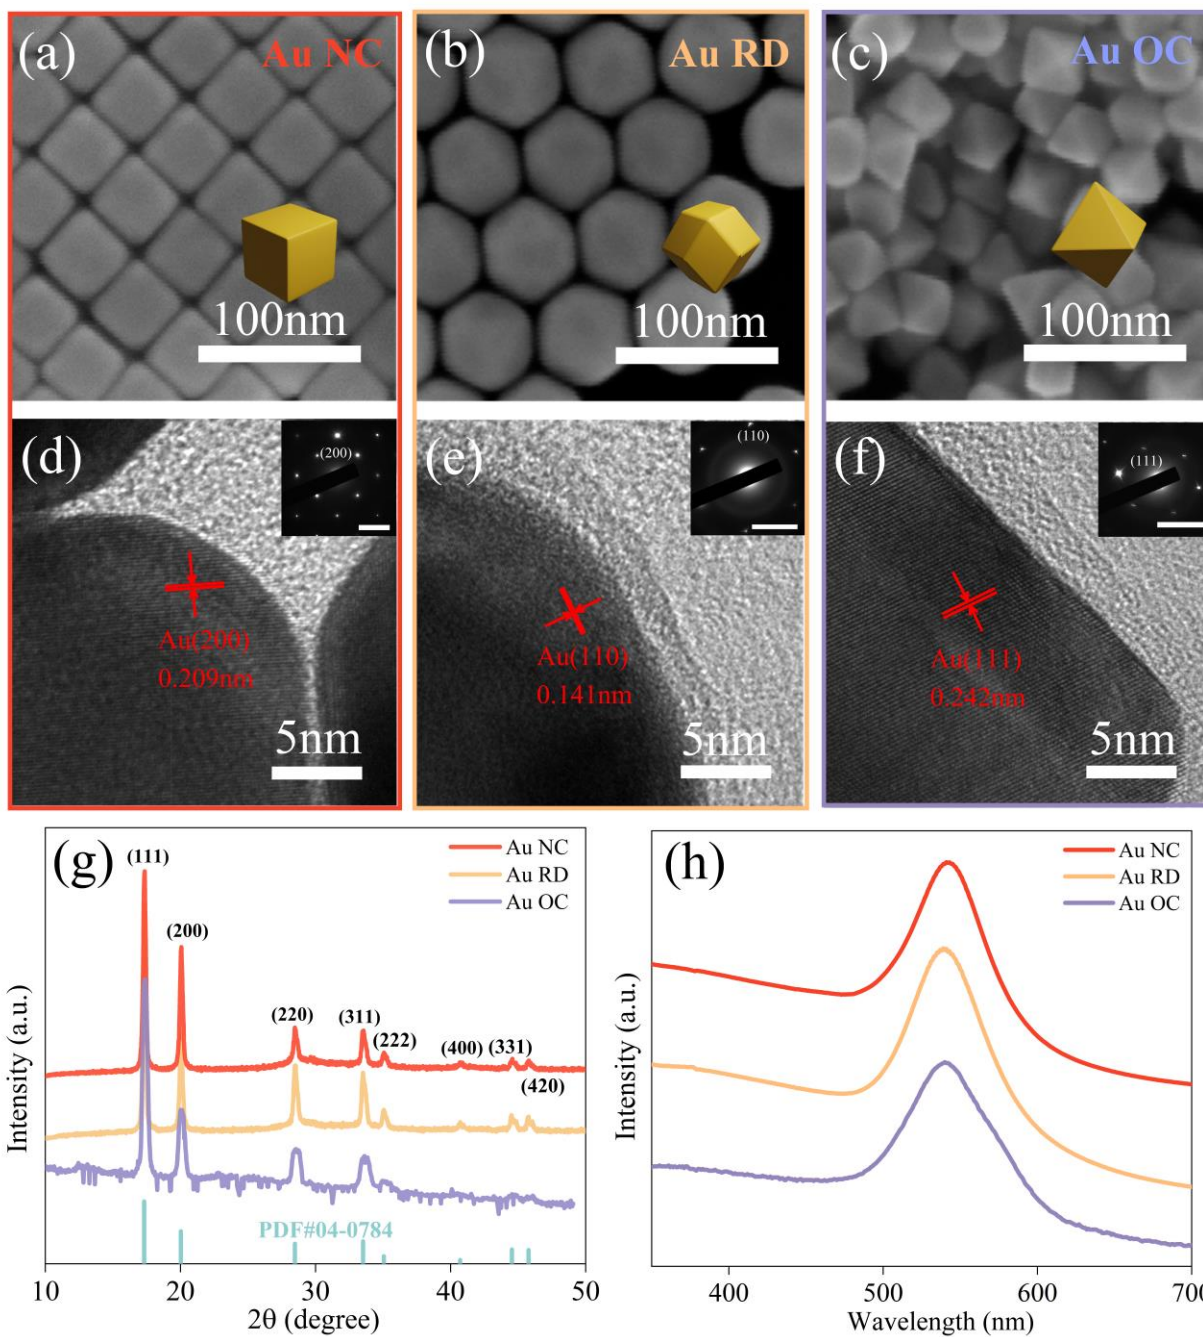 (a)
Au NC
100nm
(b)
Au RD
100nm
(c)
Au OC
100nm
(d)
(200)
Au(200)
0.209nm
5nm
(e)
(110)
Au(110)
0.141nm
5nm
(f)
(111)
Au(111)
0.242nm
5nm
(g)
Au NC
Au RD
Au OC
(111)
(200)
(220)
(311)
(222)
(400)
(331)
(420)
PDF#04-0784
Intensity (a.u.)
10 20 30 40 50
2θ (degree)
(h)
Au NC
Au RD
Au OC
Intensity (a.u.)
400 500 600 700
Wavelength (nm)